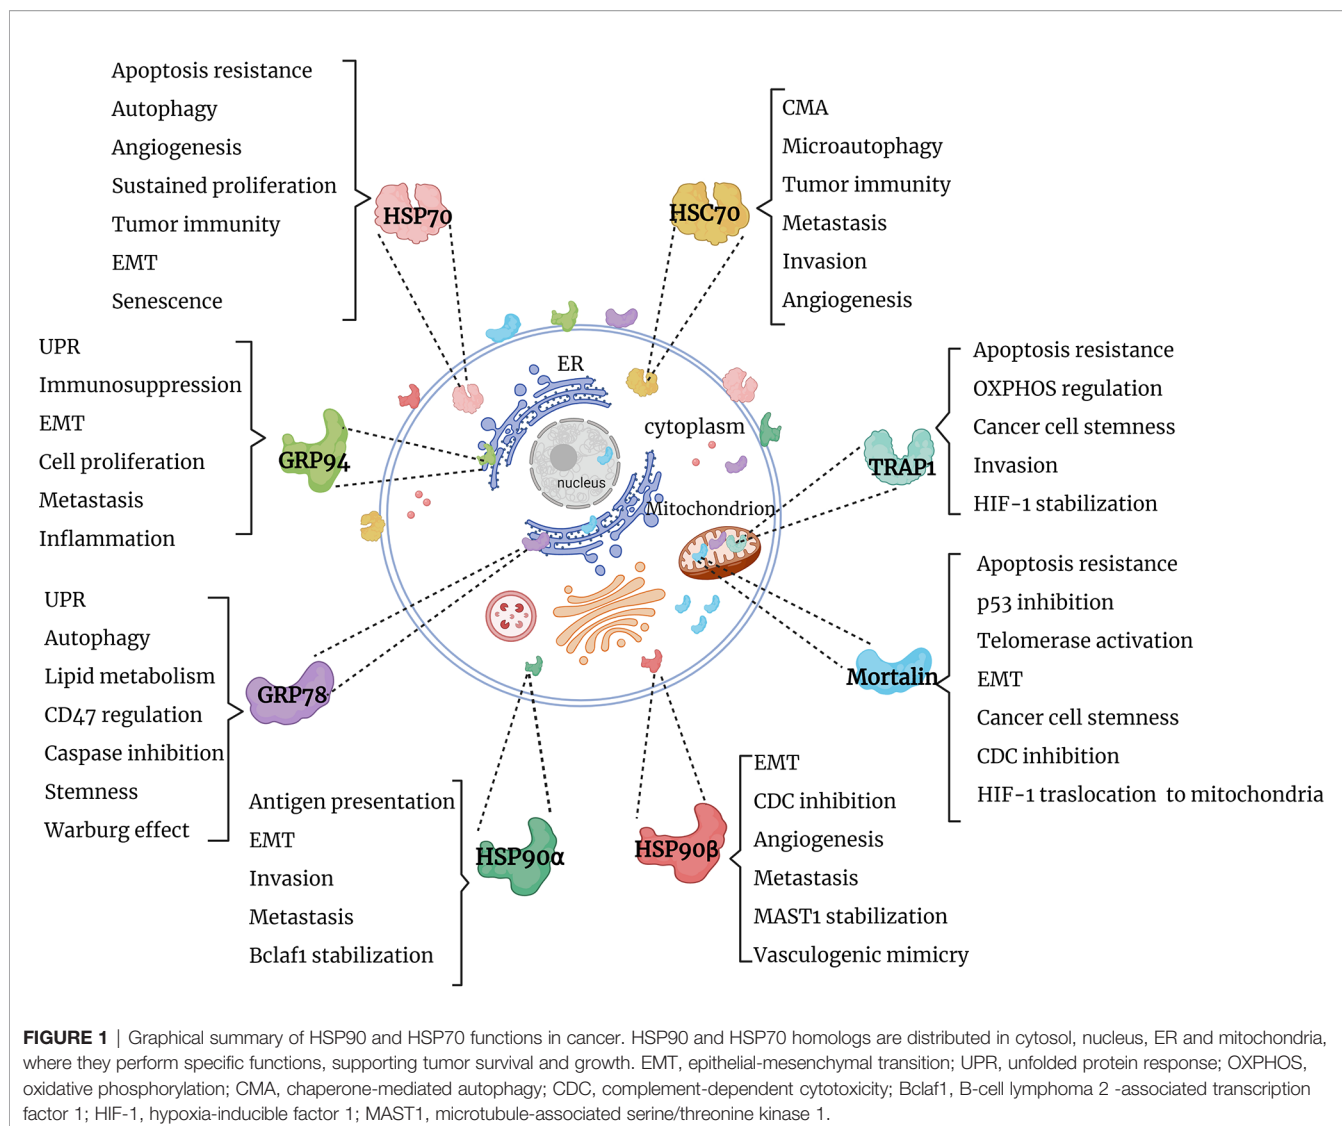 Apoptosis resistance
Autophagy
Angiogenesis
Sustained proliferation
Tumor immunity
EMT
Senescence
HSP70
HSC70
CMA
Microautophagy
Tumor immunity
Metastasis
Invasion
Angiogenesis
UPR
Immunosuppression
EMT
Cell proliferation
Metastasis
Inflammation
GRP94
ER
cytoplasm
nucleus
Mitochondrion
TRAP1
Apoptosis resistance
OXPHOS regulation
Cancer cell stemness
Invasion
HIF-1 stabilization
UPR
Autophagy
Lipid metabolism
CD47 regulation
Caspase inhibition
Stemness
Warburg effect
GRP78
Mortalin
Apoptosis resistance
p53 inhibition
Telomerase activation
EMT
Cancer cell stemness
CDC inhibition
HIF-1 traslocation to mitochondria
Antigen presentation
EMT
Invasion
Metastasis
Bclaf1 stabilization
HSP90α
HSP90β
EMT
CDC inhibition
Angiogenesis
Metastasis
MAST1 stabilization
Vasculogenic mimicry
FIGURE 1 | Graphical summary of HSP90 and HSP70 functions in cancer. HSP90 and HSP70 homologs are distributed in cytosol, nucleus, ER and mitochondria,
where they perform specific functions, supporting tumor survival and growth. EMT, epithelial-mesenchymal transition; UPR, unfolded protein response; OXPHOS,
oxidative phosphorylation; CMA, chaperone-mediated autophagy; CDC, complement-dependent cytotoxicity; Bclaf1, B-cell lymphoma 2 -associated transcription
factor 1; HIF-1, hypoxia-inducible factor 1; MAST1, microtubule-associated serine/threonine kinase 1.